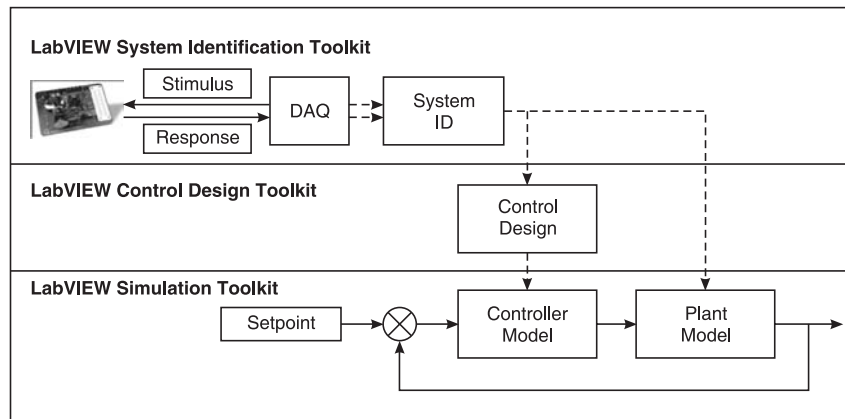 LabVIEW System Identification Toolkit
Stimulus
Response
DAQ
System
ID
LabVIEW Control Design Toolkit
Control
Design
LabVIEW Simulation Toolkit
Setpoint
Controller
Model
Plant
Model